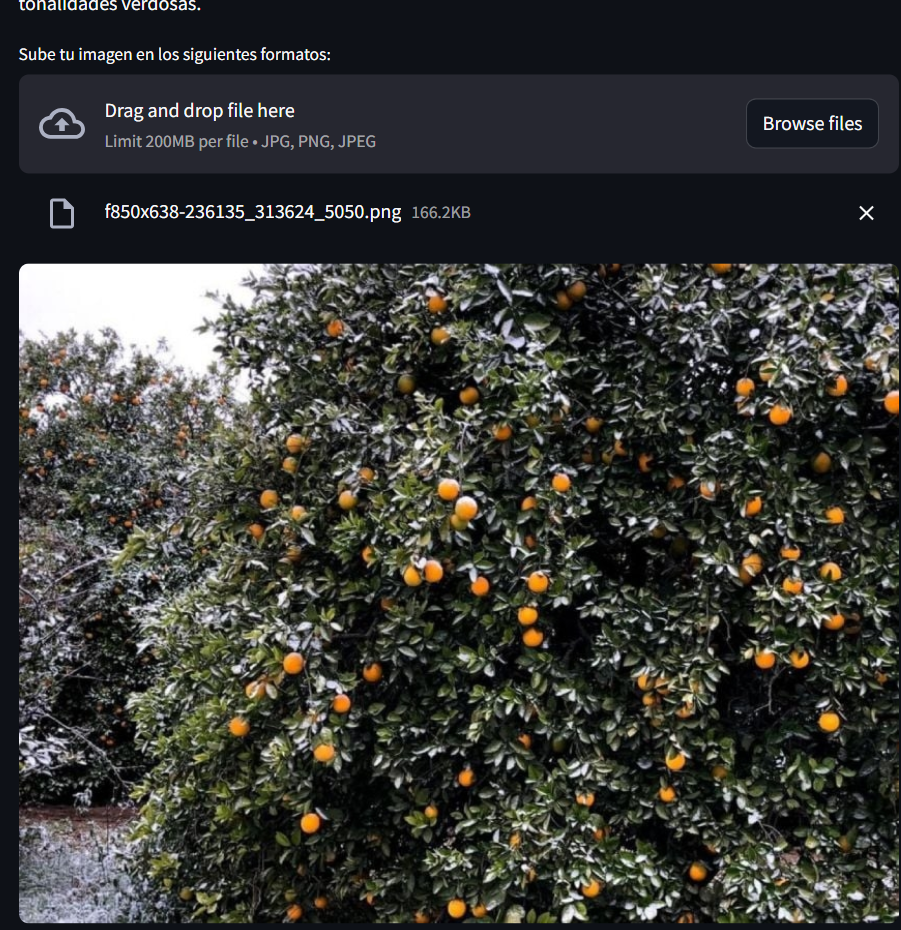 tonalidades verdosas.
Sube tu imagen en los siguientes formatos:
Drag and drop file here
Limit 200MB per file • JPG, PNG, JPEG
Browse files
f850x638-236135_313624_5050.png 166.2KB